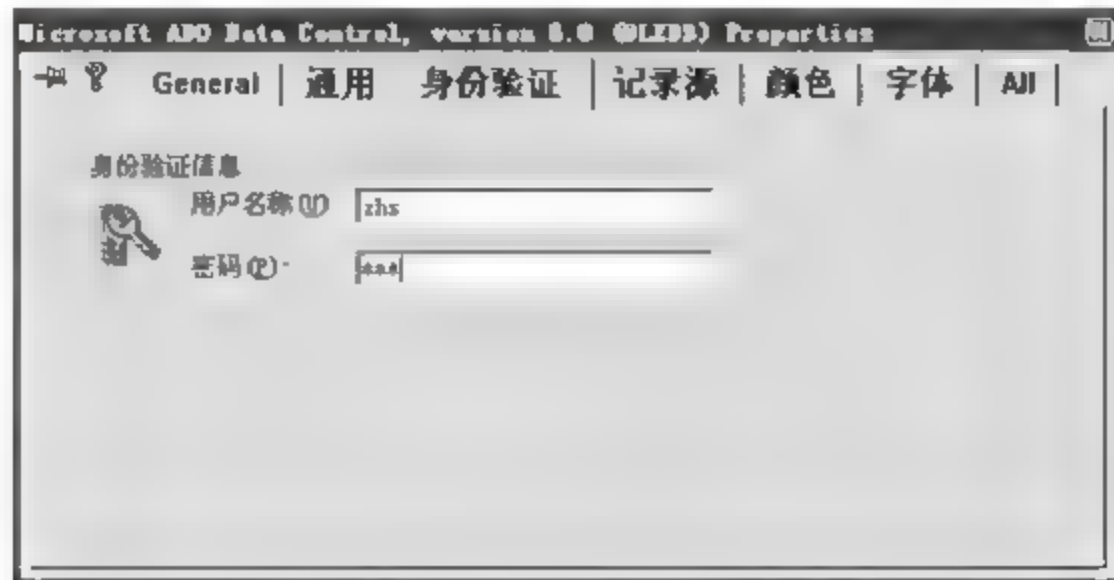 Microsoft ADO Data Control, version 6.0 (OLEDB) Properties
General 通用 身份验证 记录源 颜色 字体 All
身份验证信息
用户名称(U) zhs
密码(P): ***